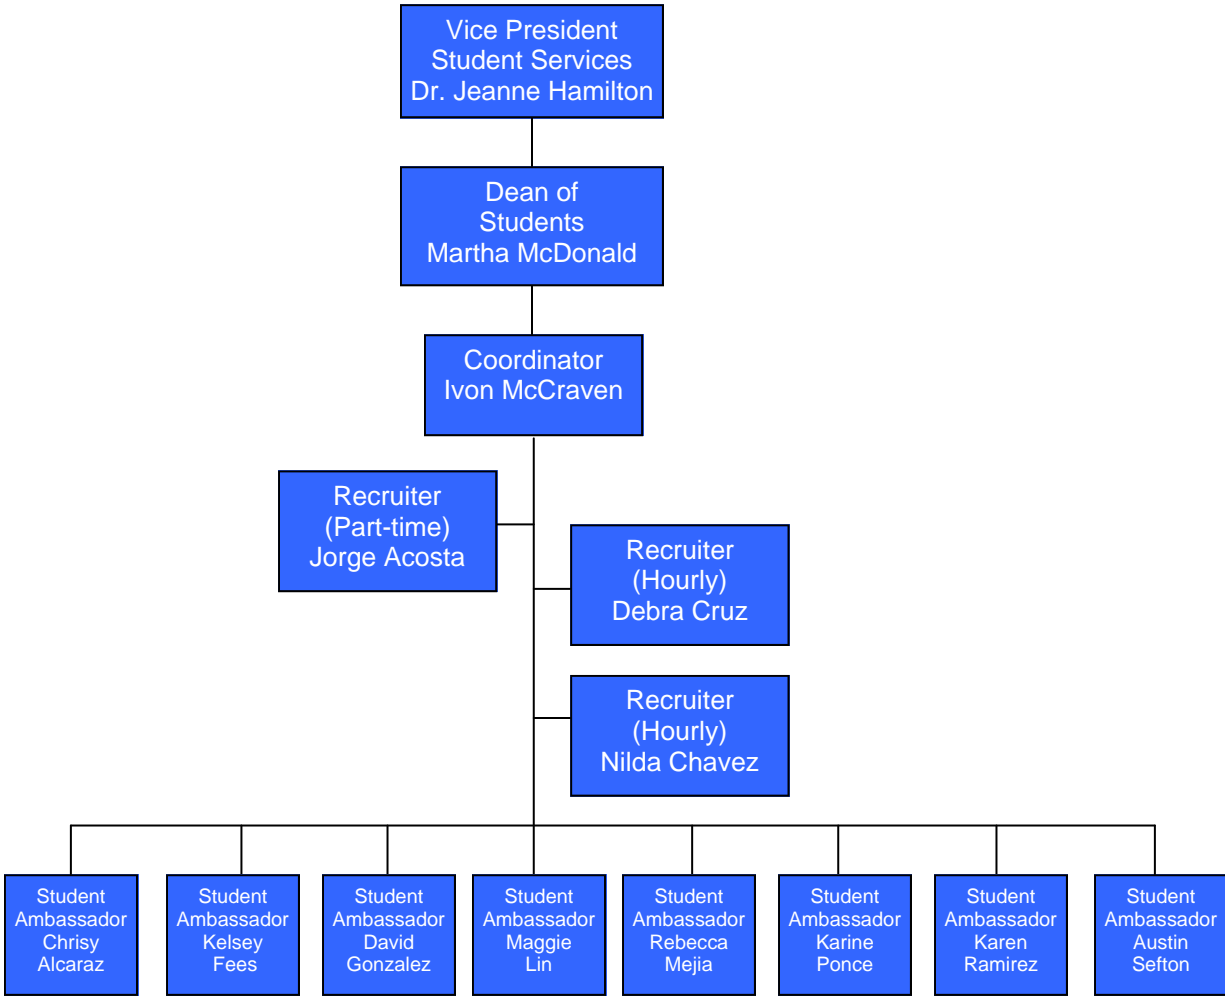 Vice President
Student Services
Dr. Jeanne Hamilton
Dean of
Students
Martha McDonald
Coordinator
Ivon McCraven
Recruiter
(Part-time)
Jorge Acosta
Recruiter
(Hourly)
Debra Cruz
Recruiter
(Hourly)
Nilda Chavez
Student
Ambassador
Chrisy
Alcaraz
Student
Ambassador
Kelsey
Fees
Student
Ambassador
David
Gonzalez
Student
Ambassador
Maggie
Lin
Student
Ambassador
Rebecca
Mejia
Student
Ambassador
Karine
Ponce
Student
Ambassador
Karen
Ramirez
Student
Ambassador
Austin
Sefton